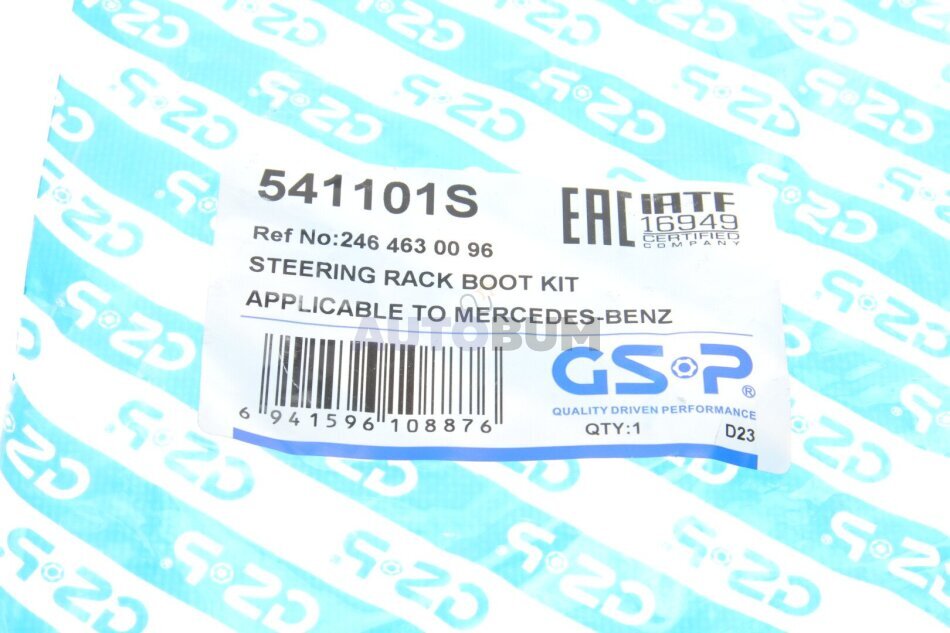 541101S
EAC IATF
16949
CERTIFIED
COMPANY
Ref No:246 463 00 96
STEERING RACK BOOT KIT
APPLICABLE TO MERCEDES-BENZ
AUTOBUM
GSP®
QUALITY DRIVEN PERFORMANCE
6 941596 108876
QTY:1
D23